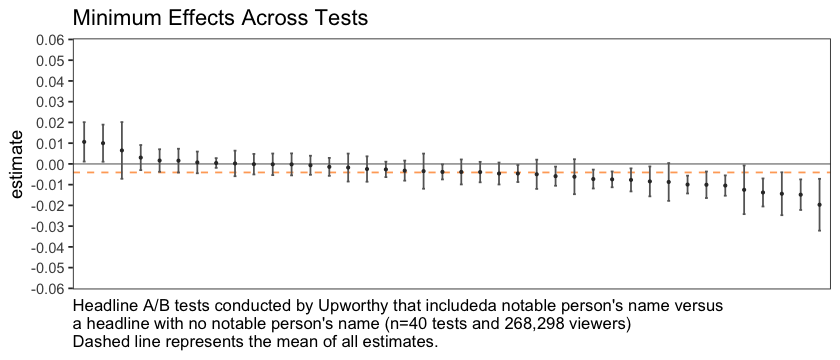 Minimum Effects Across Tests
0.06
0.05
0.04
0.03
0.02
0.01
0.00
-0.01
-0.02
-0.03
-0.04
-0.05
-0.06
estimate
Headline A/B tests conducted by Upworthy that includeda notable person's name versus
a headline with no notable person's name (n=40 tests and 268,298 viewers)
Dashed line represents the mean of all estimates.